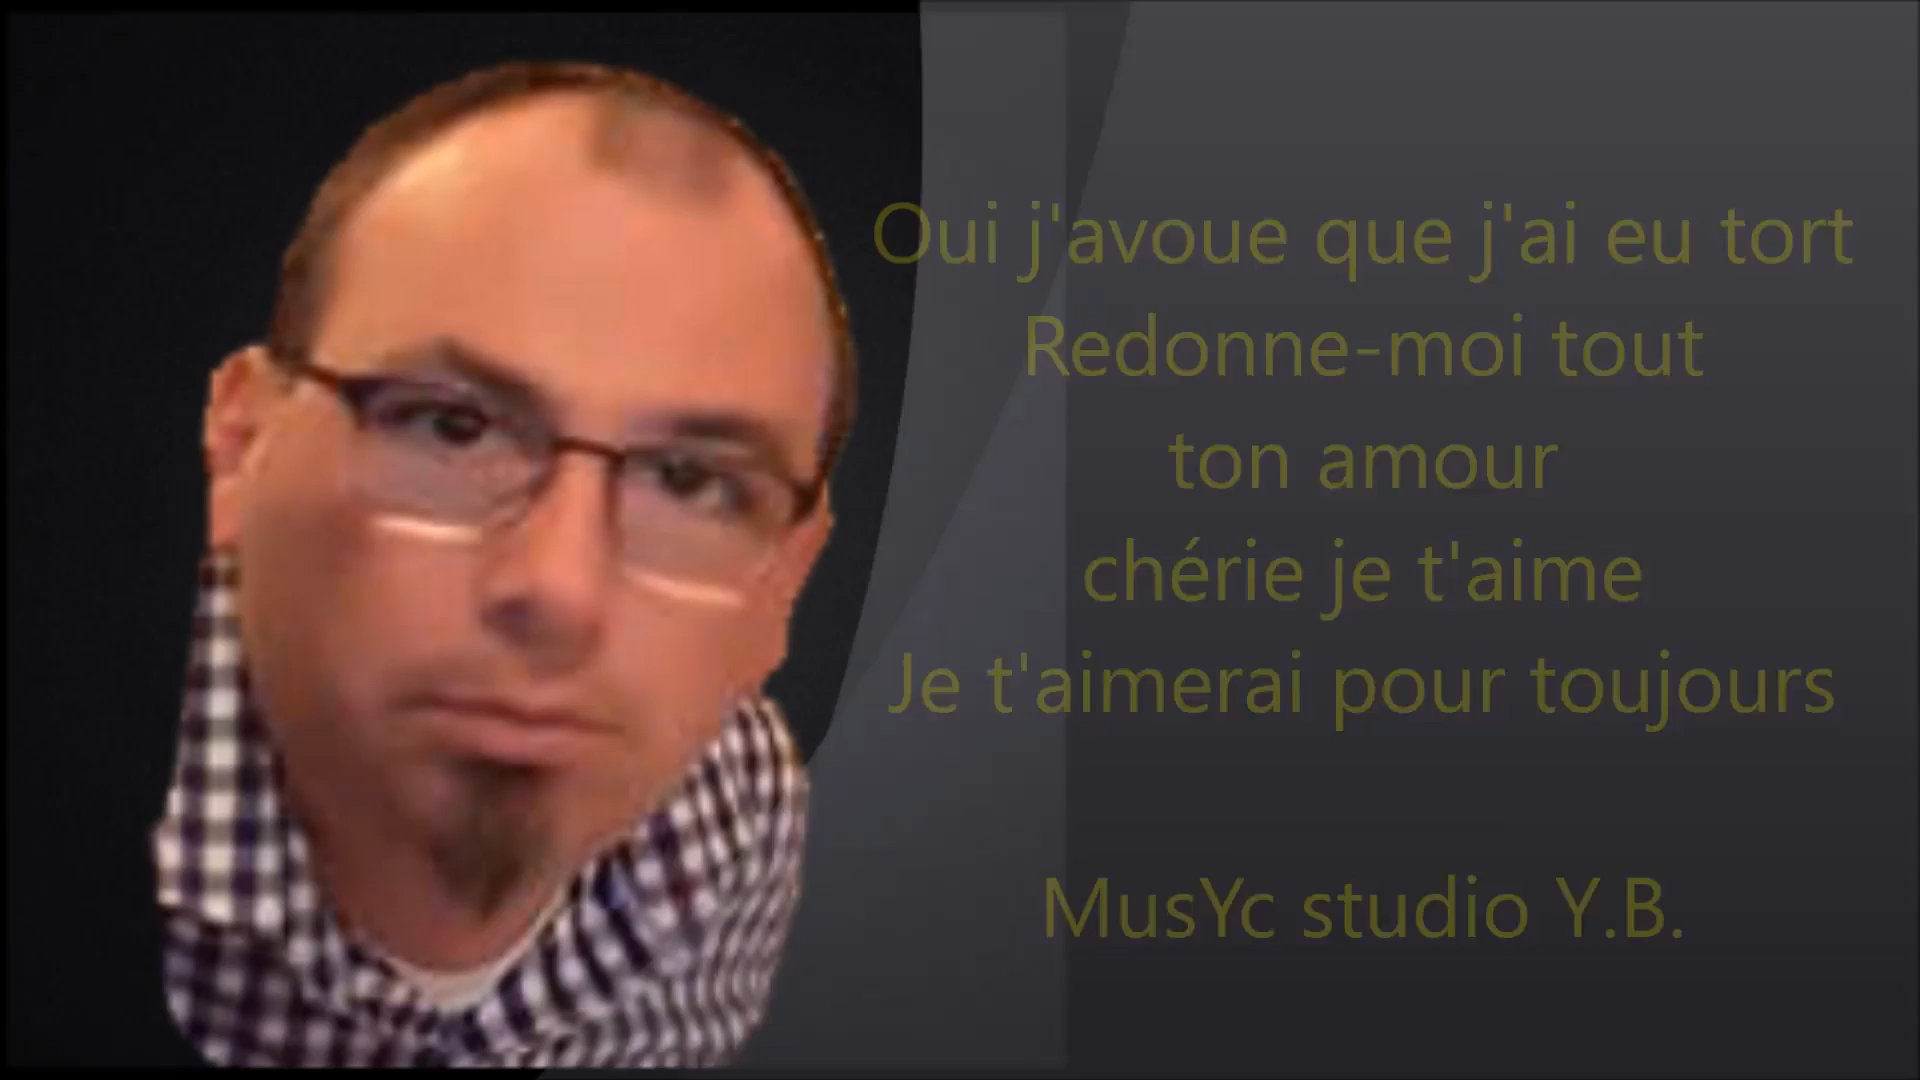 Oui j'avoue que j'ai eu tort
Redonne-moi tout
ton amour
chérie je t'aime
Je t'aimerai pour toujours
MusYc studio Y.B.